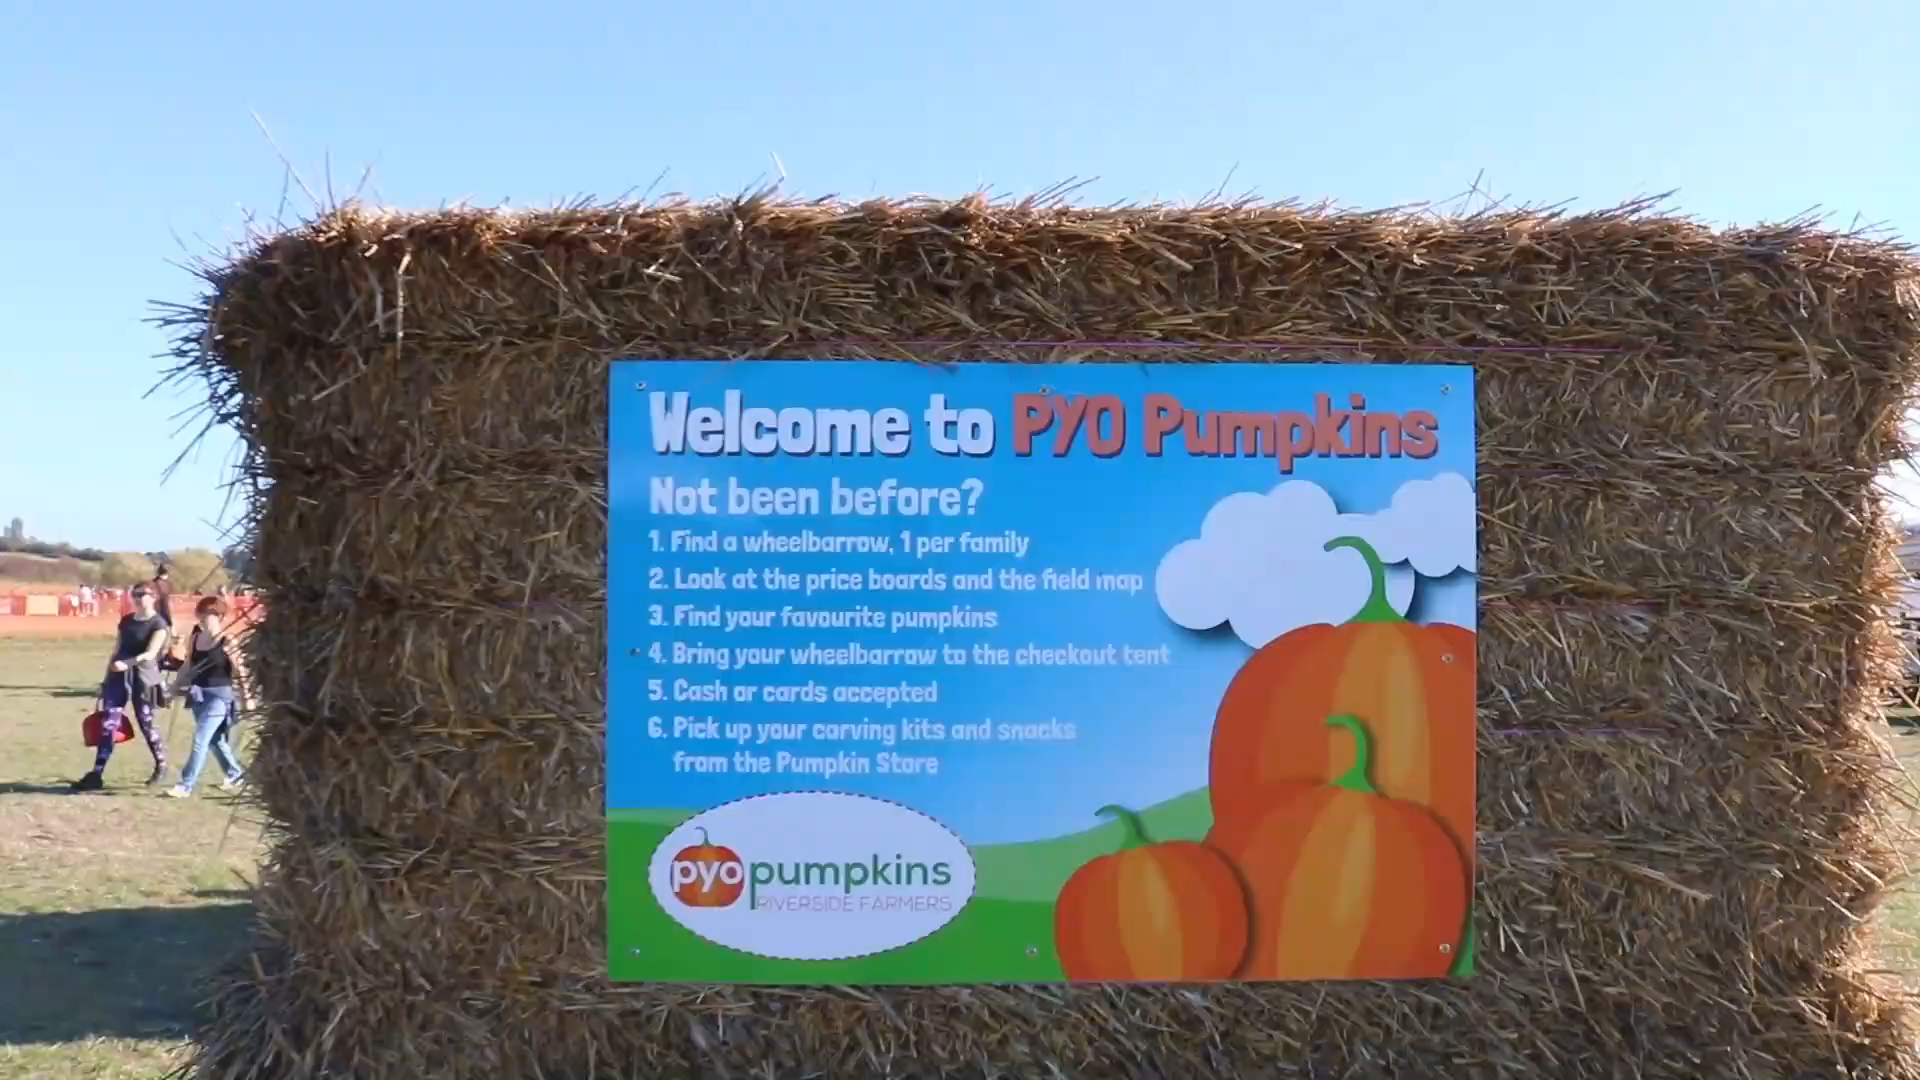 Welcome to PYO Pumpkins
Not been before?
1. Find a wheelbarrow, 1 per family
2. Look at the price boards and the field map
3. Find your favourite pumpkins
4. Bring your wheelbarrow to the checkout tent
5. Cash or cards accepted
6. Pick up your carving kits and snacks
from the Pumpkin Store
pyo pumpkins
RIVERSIDE FARMERS